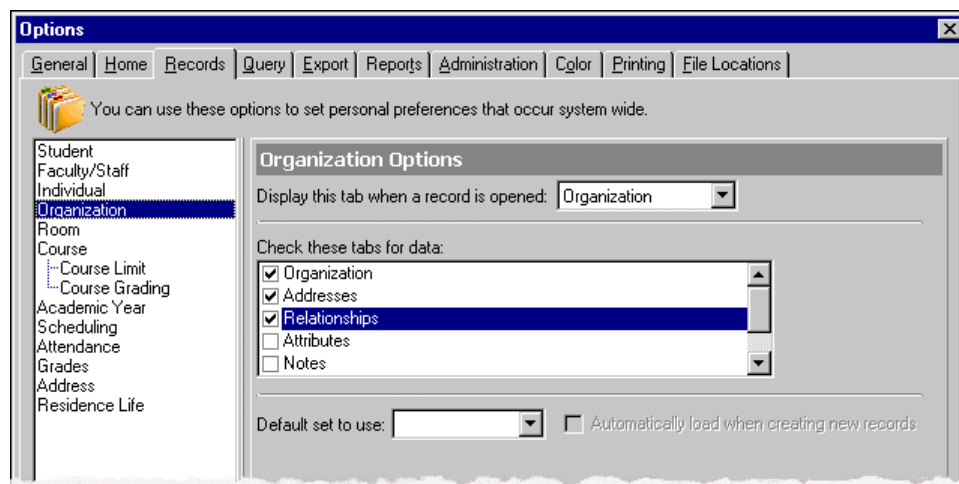 Options
General Home Records Query Export Reports Administration Color Printing File Locations
You can use these options to set personal preferences that occur system wide.
Student
Faculty/Staff
Individual
Organization
Room
Course
Course Limit
Course Grading
Academic Year
Scheduling
Attendance
Grades
Address
Residence Life
Organization Options
Display this tab when a record is opened: Organization
Check these tabs for data:
Organization
Addresses
Relationships
Attributes
Notes
Default set to use: Automatically load when creating new records